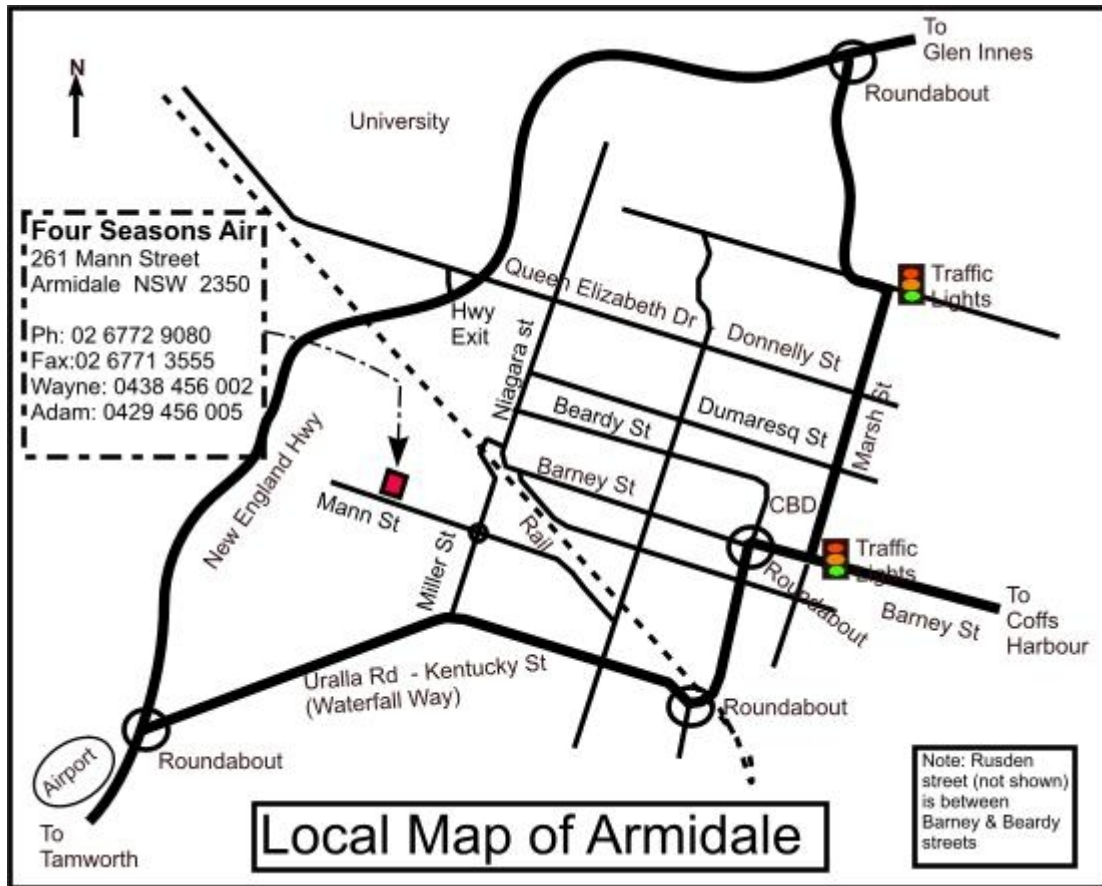 To
Glen Innes
N
Roundabout
University
Four Seasons Air
261 Mann Street
Armidale NSW 2350
Ph: 02 6772 9080
Fax:02 6771 3555
Wayne: 0438 456 002
Adam: 0429 456 005
Traffic
Lights
Hwy
Exit
Queen Elizabeth Dr - Donnelly St
Niagara st
Beardy St
Dumaresq St
Marsh St
Barney St
New England Hwy
Mann St
Rail
CBD
Miller St
Traffic
Lights
Roundabout
Barney St
To
Coffs
Harbour
Uralla Rd - Kentucky St
(Waterfall Way)
Roundabout
Roundabout
Airport
To
Tamworth
Local Map of Armidale
Note: Rusden
street (not shown)
is between
Barney & Beardy
streets